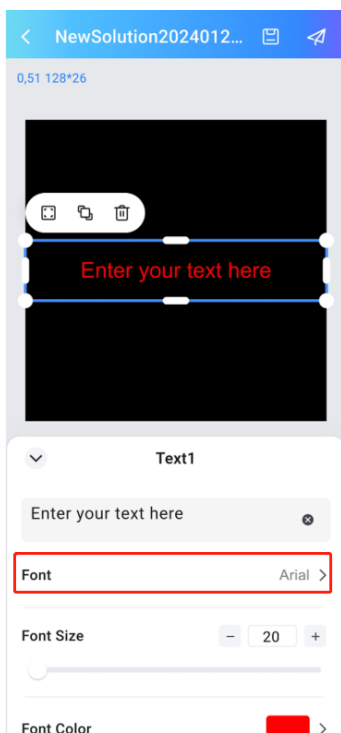 NewSolution2024012...
0,51 128*26
Enter your text here
Text1
Enter your text here
Font Arial
Font Size - 20 +
Font Color